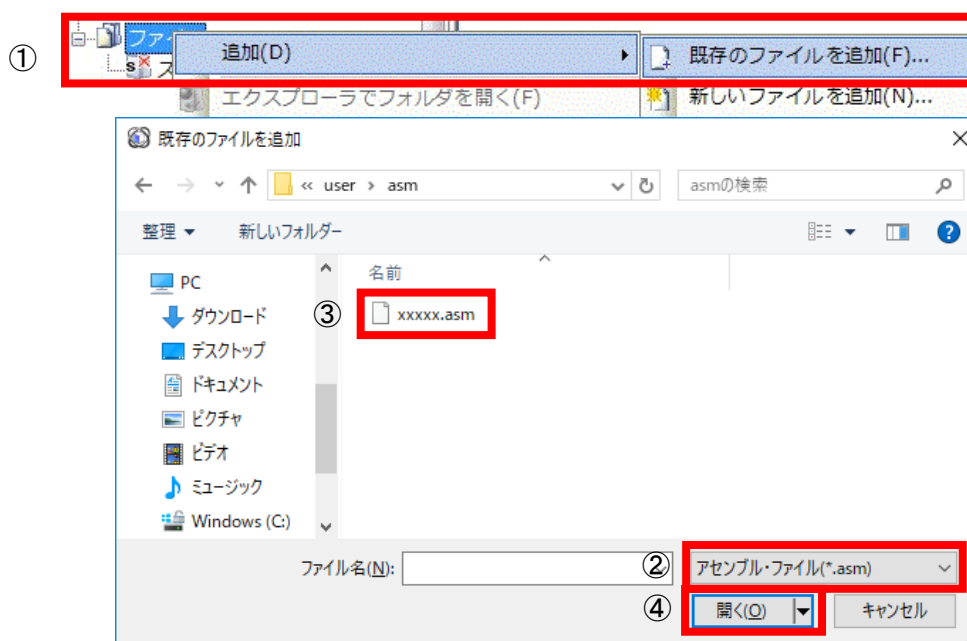 ①
ファイ
追加(D)
既存のファイルを追加(F)...
s ス
エクスプローラでフォルダを開く(F)
新しいファイルを追加(N)...
既存のファイルを追加
« user › asm
asmの検索
整理
新しいフォルダー
名前
PC
ダウンロード
③
xxxxx.asm
デスクトップ
ドキュメント
ピクチャ
ビデオ
ミュージック
Windows (C:)
ファイル名(N):
②
アセンブル・ファイル(*.asm)
④
開く(O)
キャンセル